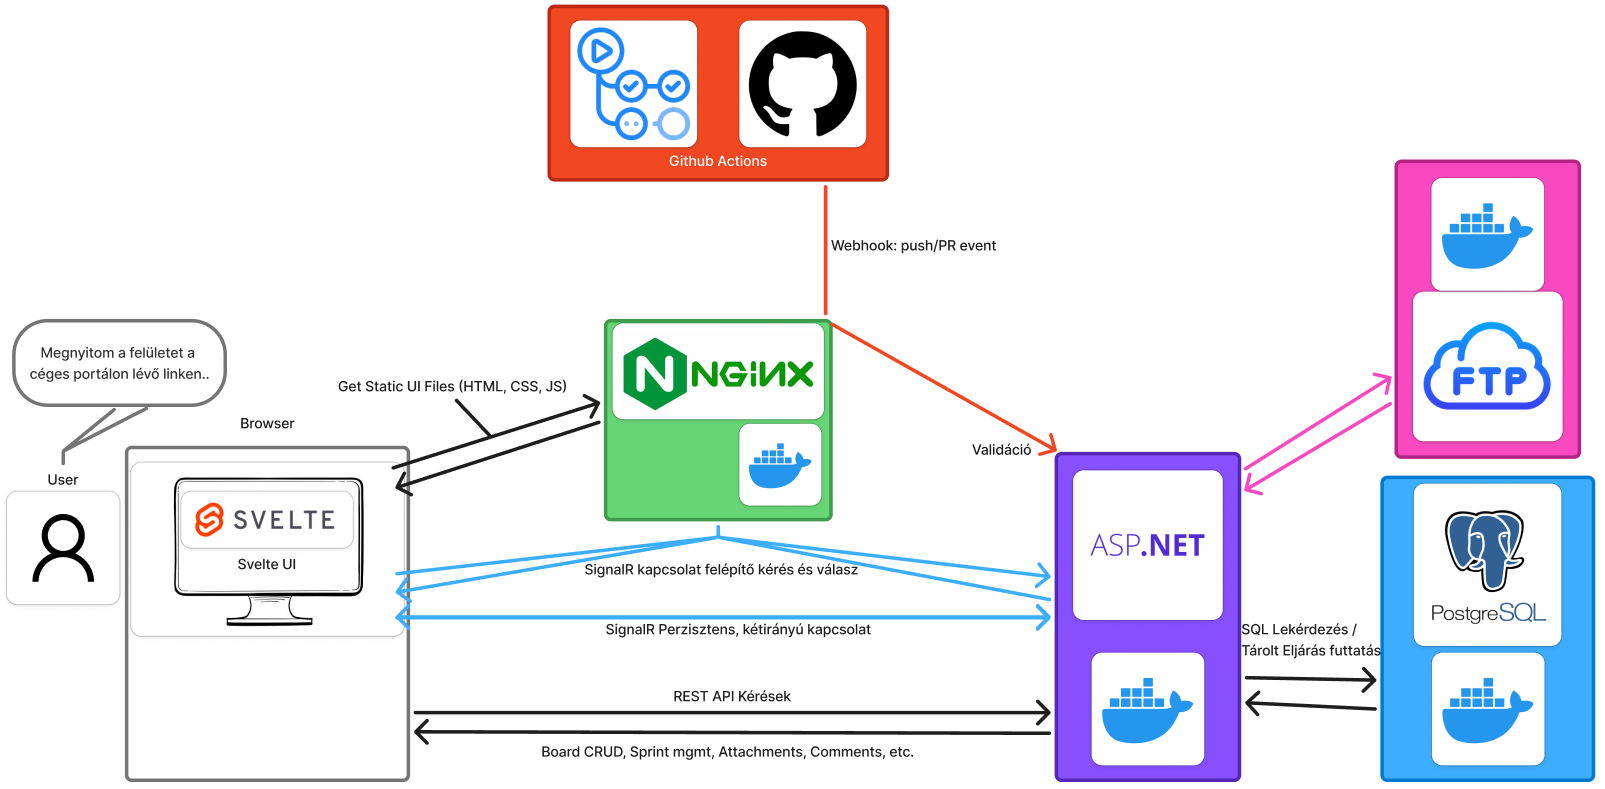 Github Actions
Webhook: push/PR event
Megnyitom a felületet a
céges portálon lévő linken..
Get Static UI Files (HTML, CSS, JS)
NGINX
FTP
Browser
Validáció
User
SVELTE
Svelte UI
ASP.NET
SignalR kapcsolat felépítő kérés és válasz
PostgreSQL
SignalR Perzisztens, kétirányú kapcsolat
SQL Lekérdezés /
Tárolt Eljárás futtatás
REST API Kérések
Board CRUD, Sprint mgmt, Attachments, Comments, etc.